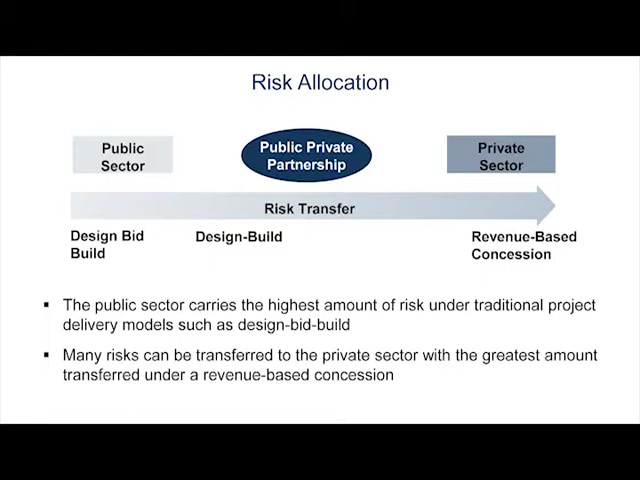 Risk Allocation
Public
Sector
Public Private
Partnership
Private
Sector
Risk Transfer
Design Bid
Build
Design-Build
Revenue-Based
Concession
▪ The public sector carries the highest amount of risk under traditional project
delivery models such as design-bid-build
▪ Many risks can be transferred to the private sector with the greatest amount
transferred under a revenue-based concession